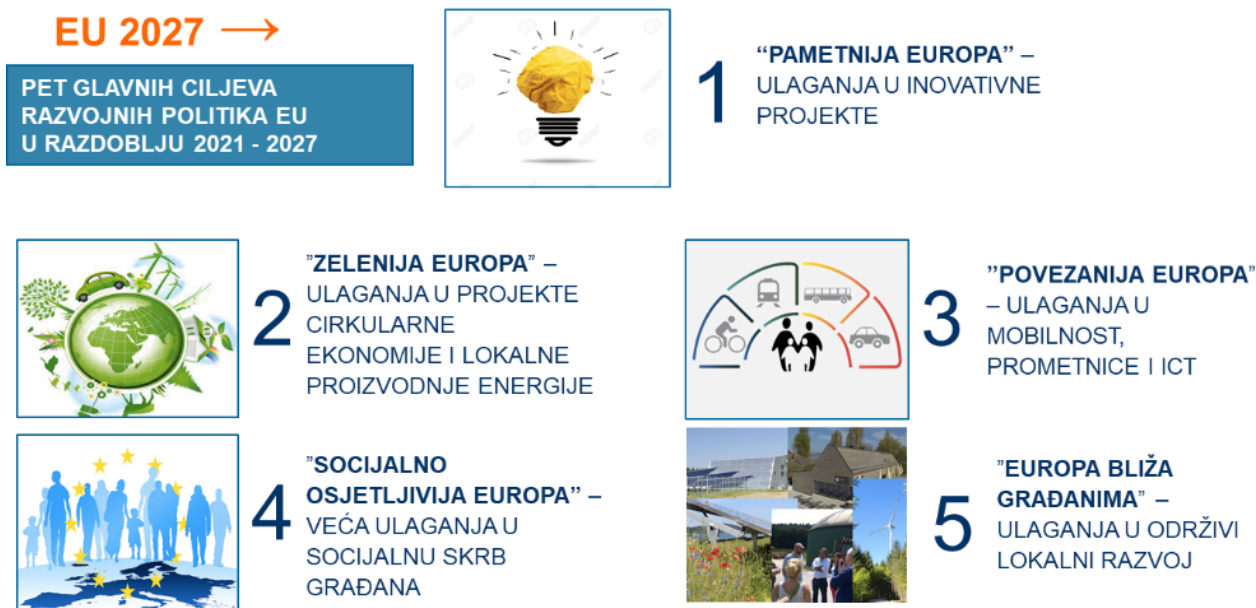 EU 2027 →
PET GLAVNIH CILJEVA
RAZVOJNIH POLITIKA EU
U RAZDOBLJU 2021 - 2027
1
“PAMETNIJA EUROPA” –
ULAGANJA U INOVATIVNE
PROJEKTE
2
”ZELENIJA EUROPA” –
ULAGANJA U PROJEKTE
CIRKULARNE
EKONOMIJE I LOKALNE
PROIZVODNJE ENERGIJE
3
”POVEZANIJA EUROPA”
– ULAGANJA U
MOBILNOST,
PROMETNICE I ICT
4
”SOCIJALNO
OSJETLJIVIJA EUROPA” –
VEĆA ULAGANJA U
SOCIJALNU SKRB
GRAĐANA
5
”EUROPA BLIŽA
GRAĐANIMA” –
ULAGANJA U ODRŽIVI
LOKALNI RAZVOJ